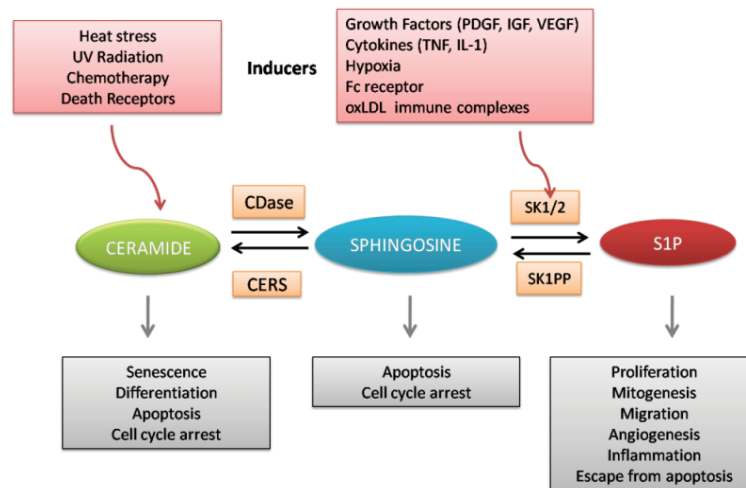 Heat stress
UV Radiation
Chemotherapy
Death Receptors
Inducers
Growth Factors (PDGF, IGF, VEGF)
Cytokines (TNF, IL-1)
Hypoxia
Fc receptor
oxLDL immune complexes
CDase
SK1/2
CERAMIDE
SPHINGOSINE
S1P
CERS
SK1PP
Senescence
Differentiation
Apoptosis
Cell cycle arrest
Apoptosis
Cell cycle arrest
Proliferation
Mitogenesis
Migration
Angiogenesis
Inflammation
Escape from apoptosis